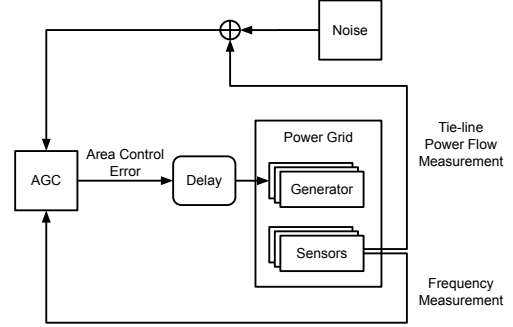 Noise
Tie-line
Power Flow
Measurement
Power Grid
Area Control
Error
AGC
Delay
Generator
Sensors
Frequency
Measurement